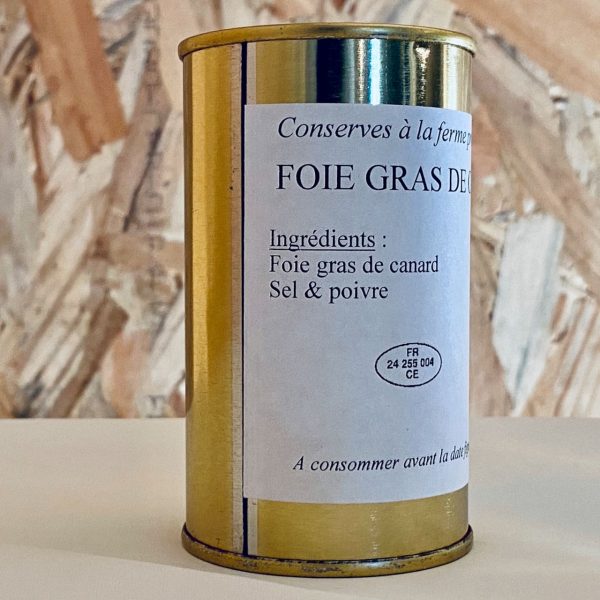 Conserves à la ferme
FOIE GRAS DE
Ingrédients :
Foie gras de canard
Sel & poivre
FR
24 255 004
CE
A consommer avant la date